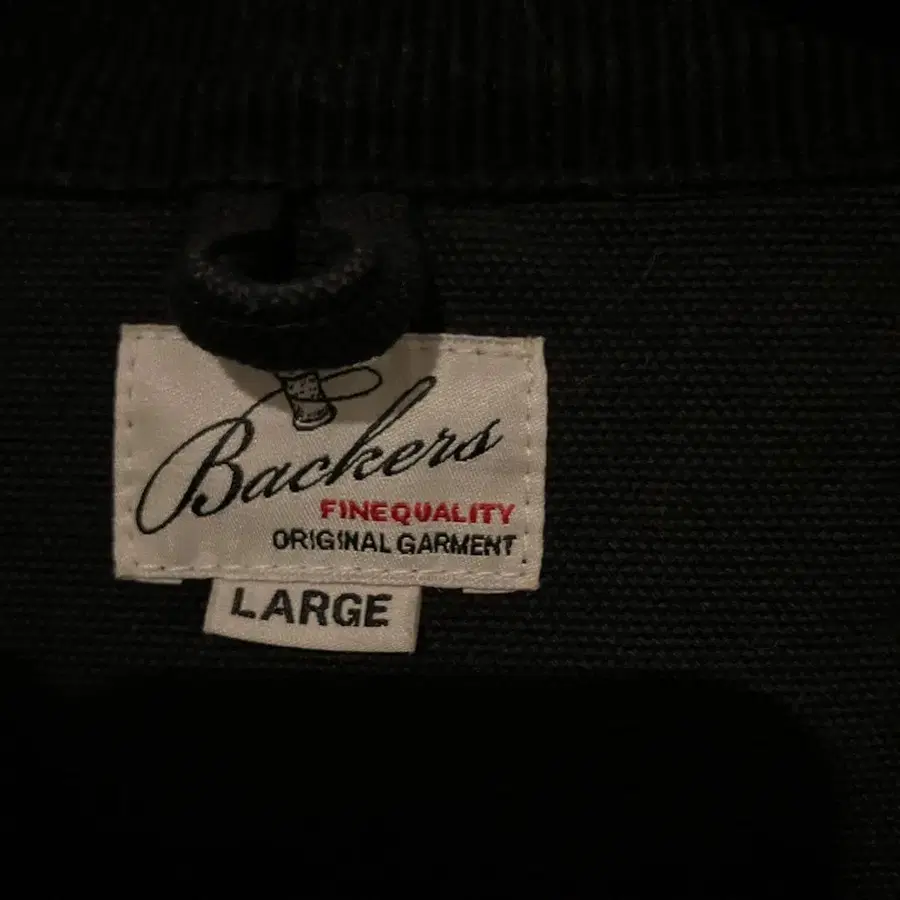 Backers
FINEQUALITY
ORIGINAL GARMENT
LARGE